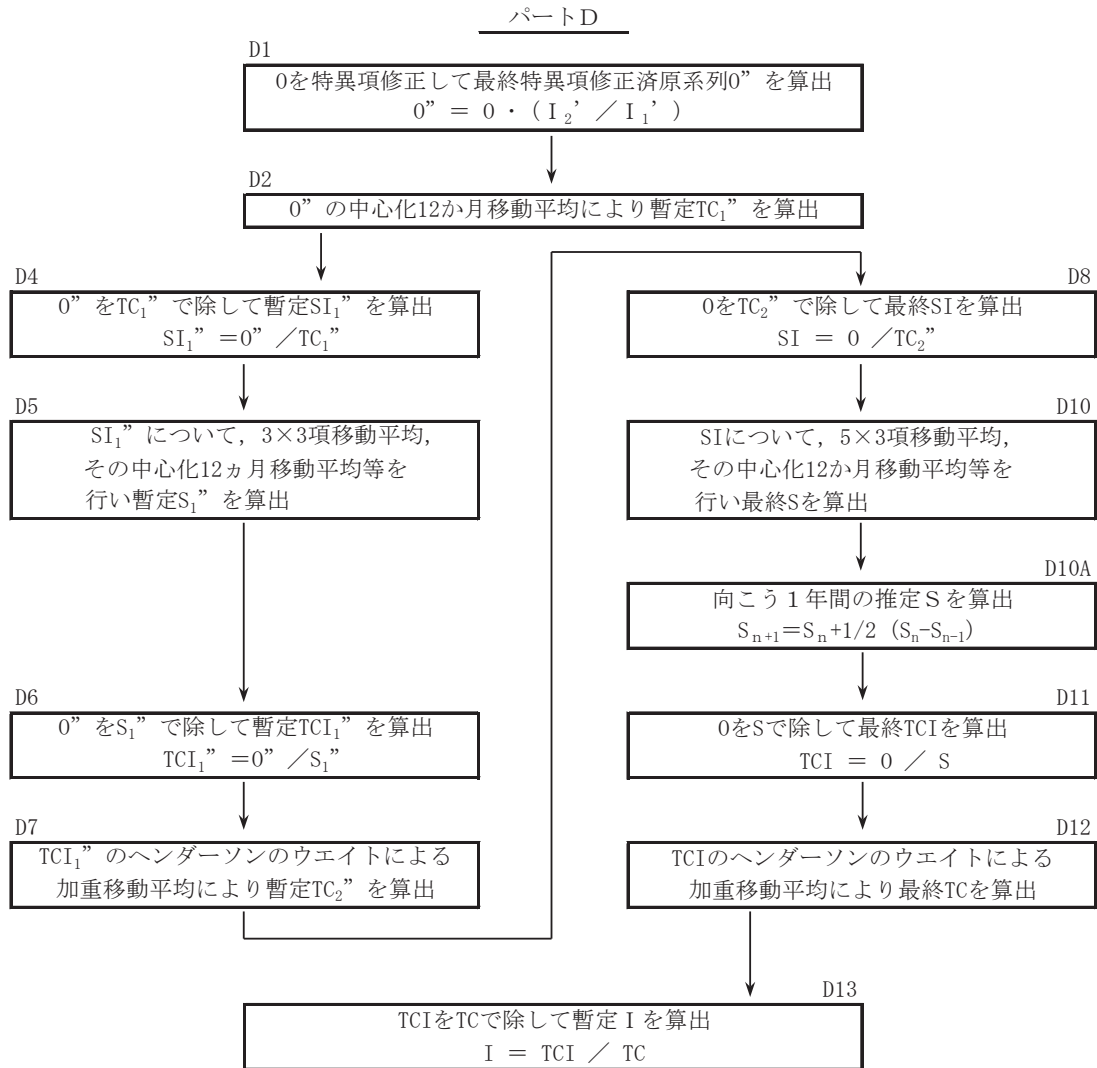 パートD
D1
Oを特異項修正して最終特異項修正済原系列O”を算出
O”＝ O・（I₂’／I₁’）
D2
O”の中心化12か月移動平均により暫定TC₁”を算出
D4
O”をTC₁”で除して暫定SI₁”を算出
SI₁”＝O”／TC₁”
D5
SI₁”について，3×3項移動平均，
その中心化12ヵ月移動平均等を
行い暫定S₁”を算出
D6
O”をS₁”で除して暫定TCI₁”を算出
TCI₁”＝O”／S₁”
D7
TCI₁”のヘンダーソンのウエイトによる
加重移動平均により暫定TC₂”を算出
D8
OをTC₂”で除して最終SIを算出
SI ＝ O ／TC₂”
D10
SIについて，5×3項移動平均，
その中心化12か月移動平均等を
行い最終Sを算出
D10A
向こう１年間の推定Ｓを算出
Sₙ₊₁＝Sₙ+1/2 (Sₙ-Sₙ₋₁)
D11
OをSで除して最終TCIを算出
TCI ＝ O ／ S
D12
TCIのヘンダーソンのウエイトによる
加重移動平均により最終TCを算出
D13
TCIをTCで除して暫定Ｉを算出
I ＝ TCI ／ TC